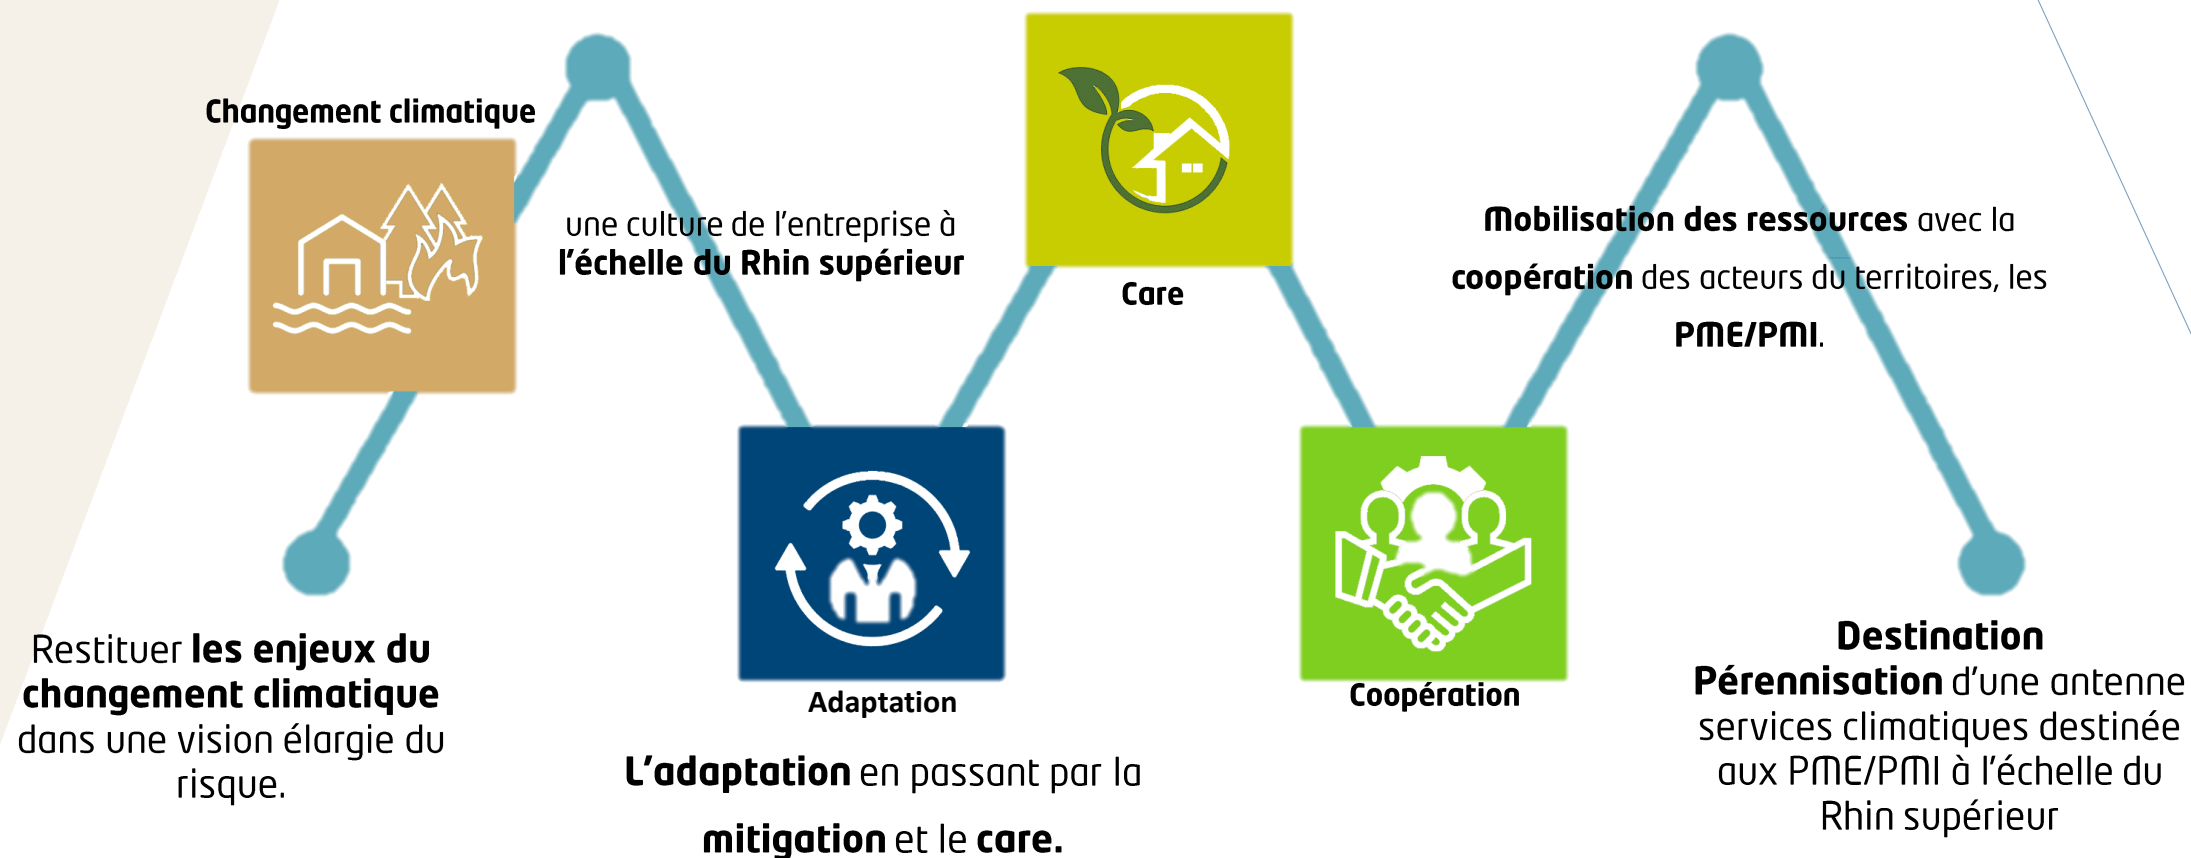 Changement climatique
Restituer les enjeux du
changement climatique
dans une vision élargie du
risque.
une culture de l'entreprise à
l'échelle du Rhin supérieur
Adaptation
L'adaptation en passant par la
mitigation et le care.
Care
Coopération
Mobilisation des ressources avec la
coopération des acteurs du territoires, les
PME/PMI.
Destination
Pérennisation d'une antenne
services climatiques destinée
aux PME/PMI à l'échelle du
Rhin supérieur